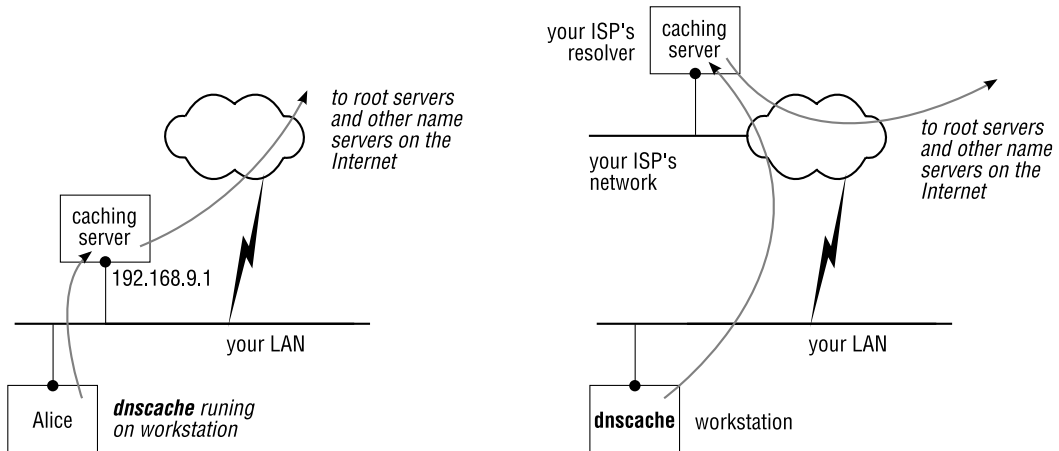 to root servers
and other name
servers on the
Internet
caching
server
192.168.9.1
your LAN
Alice
dnscache runing
on workstation
your ISP's
resolver
caching
server
to root servers
and other name
servers on the
Internet
your ISP's
network
your LAN
dnscache
workstation